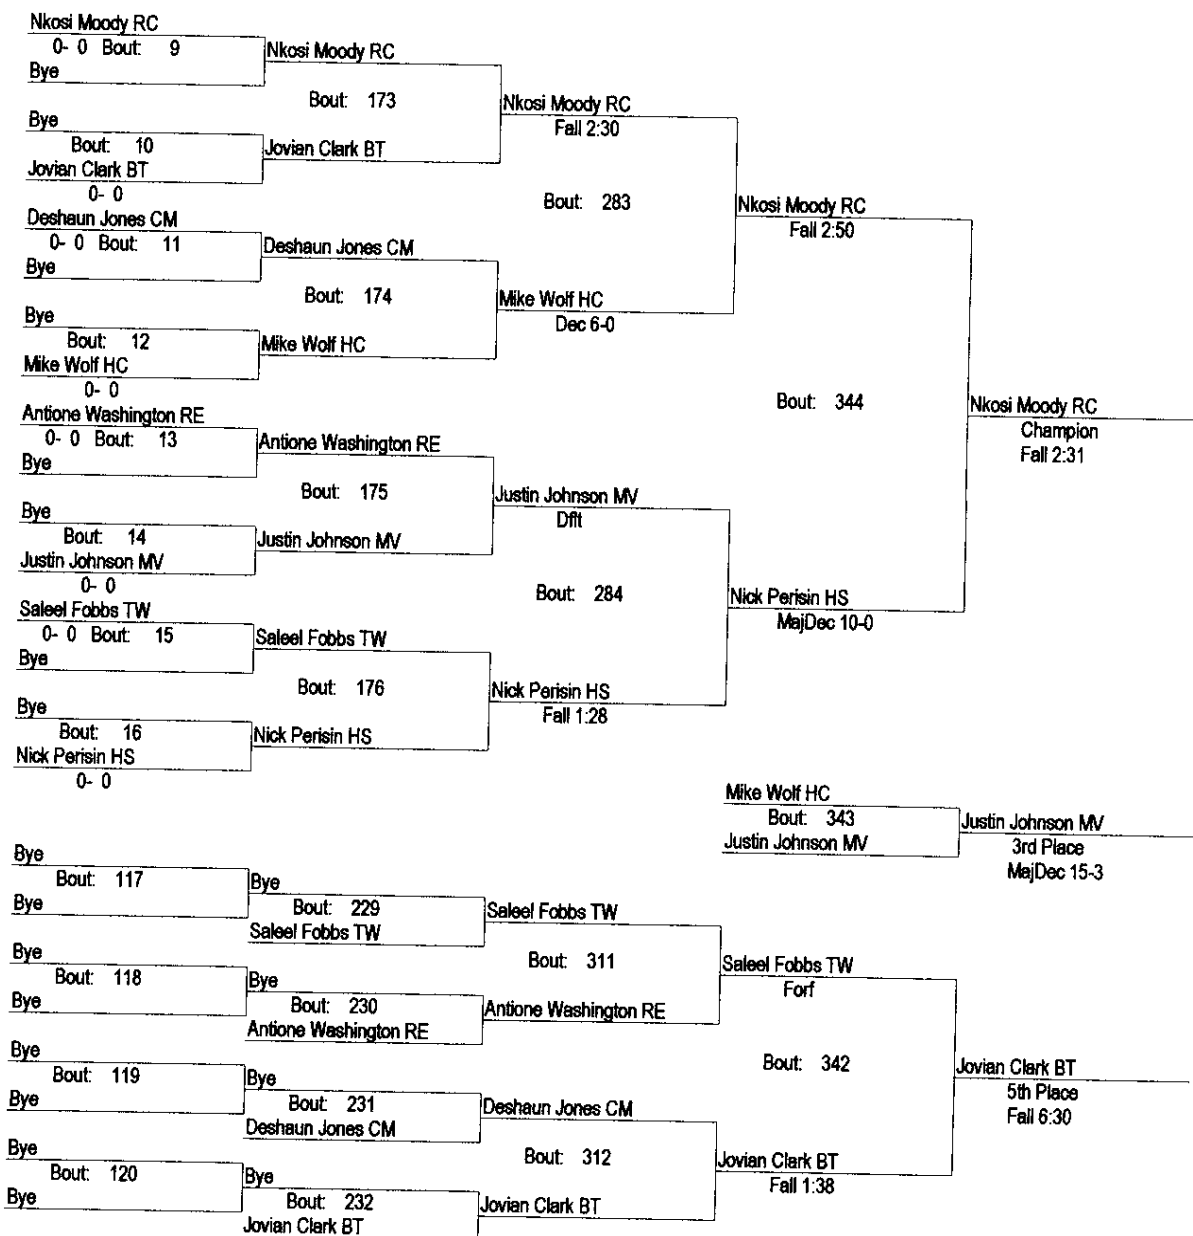 Nkosi Moody RC
0- 0 Bout: 9
Bye
Nkosi Moody RC
Bout: 173
Bye
Bout: 10
Jovian Clark BT
0- 0
Jovian Clark BT
Nkosi Moody RC
Fall 2:30
Bout: 283
Deshaun Jones CM
0- 0 Bout: 11
Bye
Deshaun Jones CM
Bout: 174
Bye
Bout: 12
Mike Wolf HC
0- 0
Mike Wolf HC
Mike Wolf HC
Dec 6-0
Nkosi Moody RC
Fall 2:50
Bout: 344
Nkosi Moody RC
Champion
Fall 2:31
Antione Washington RE
0- 0 Bout: 13
Bye
Antione Washington RE
Bout: 175
Bye
Bout: 14
Justin Johnson MV
0- 0
Justin Johnson MV
Justin Johnson MV
Dflt
Bout: 284
Saleel Fobbs TW
0- 0 Bout: 15
Bye
Saleel Fobbs TW
Bout: 176
Bye
Bout: 16
Nick Perisin HS
0- 0
Nick Perisin HS
Nick Perisin HS
Fall 1:28
Nick Perisin HS
MajDec 10-0
Mike Wolf HC
Bout: 343
Justin Johnson MV
Justin Johnson MV
3rd Place
MajDec 15-3
Bye
Bout: 117
Bye
Bye
Bout: 229
Saleel Fobbs TW
Saleel Fobbs TW
Bout: 311
Bye
Bout: 118
Bye
Bye
Bout: 230
Antione Washington RE
Antione Washington RE
Saleel Fobbs TW
Forf
Bout: 342
Jovian Clark BT
5th Place
Fall 6:30
Bye
Bout: 119
Bye
Bye
Bout: 231
Deshaun Jones CM
Deshaun Jones CM
Bout: 312
Bye
Bout: 120
Bye
Bye
Bout: 232
Jovian Clark BT
Jovian Clark BT
Jovian Clark BT
Fall 1:38